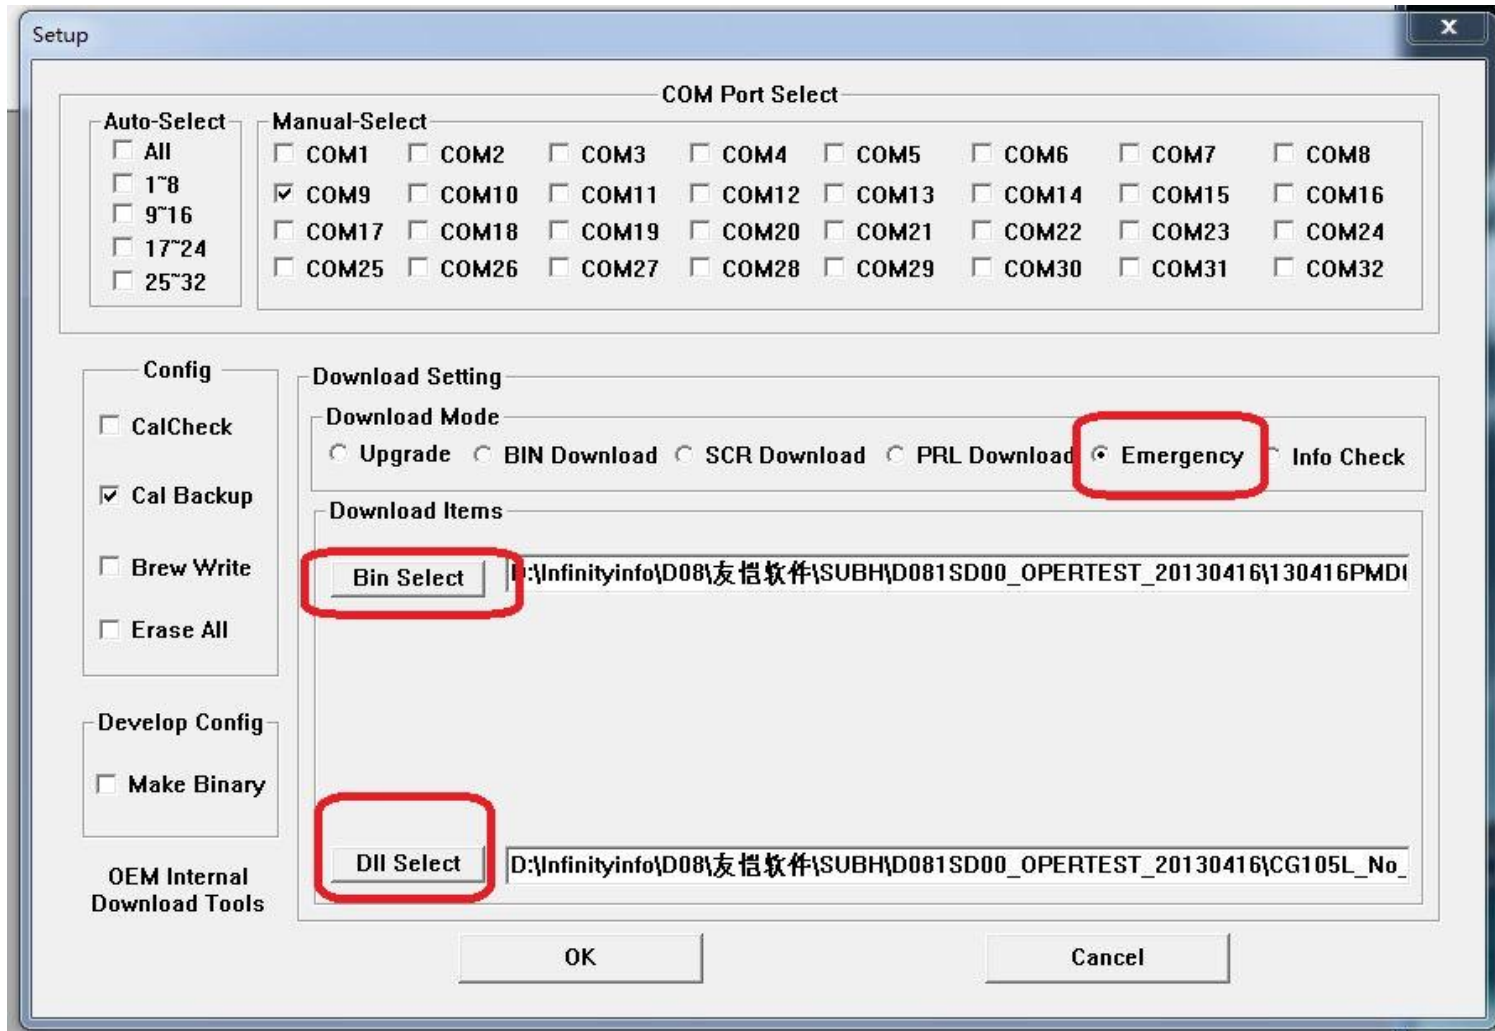 Setup
COM Port Select
Auto-Select
All
1~8
9~16
17~24
25~32
Manual-Select
COM1 COM2 COM3 COM4 COM5 COM6 COM7 COM8
COM9 COM10 COM11 COM12 COM13 COM14 COM15 COM16
COM17 COM18 COM19 COM20 COM21 COM22 COM23 COM24
COM25 COM26 COM27 COM28 COM29 COM30 COM31 COM32
Config
CalCheck
Cal Backup
Brew Write
Erase All
Develop Config
Make Binary
OEM Internal
Download Tools
Download Setting
Download Mode
Upgrade BIN Download SCR Download PRL Download Emergency Info Check
Download Items
Bin Select D:\Infinityinfo\D08\友恺软件\SUBH\D081SD00_OPERTEST_20130416\130416PMD(
Dll Select D:\Infinityinfo\D08\友恺软件\SUBH\D081SD00_OPERTEST_20130416\CG105L_No_
OK Cancel